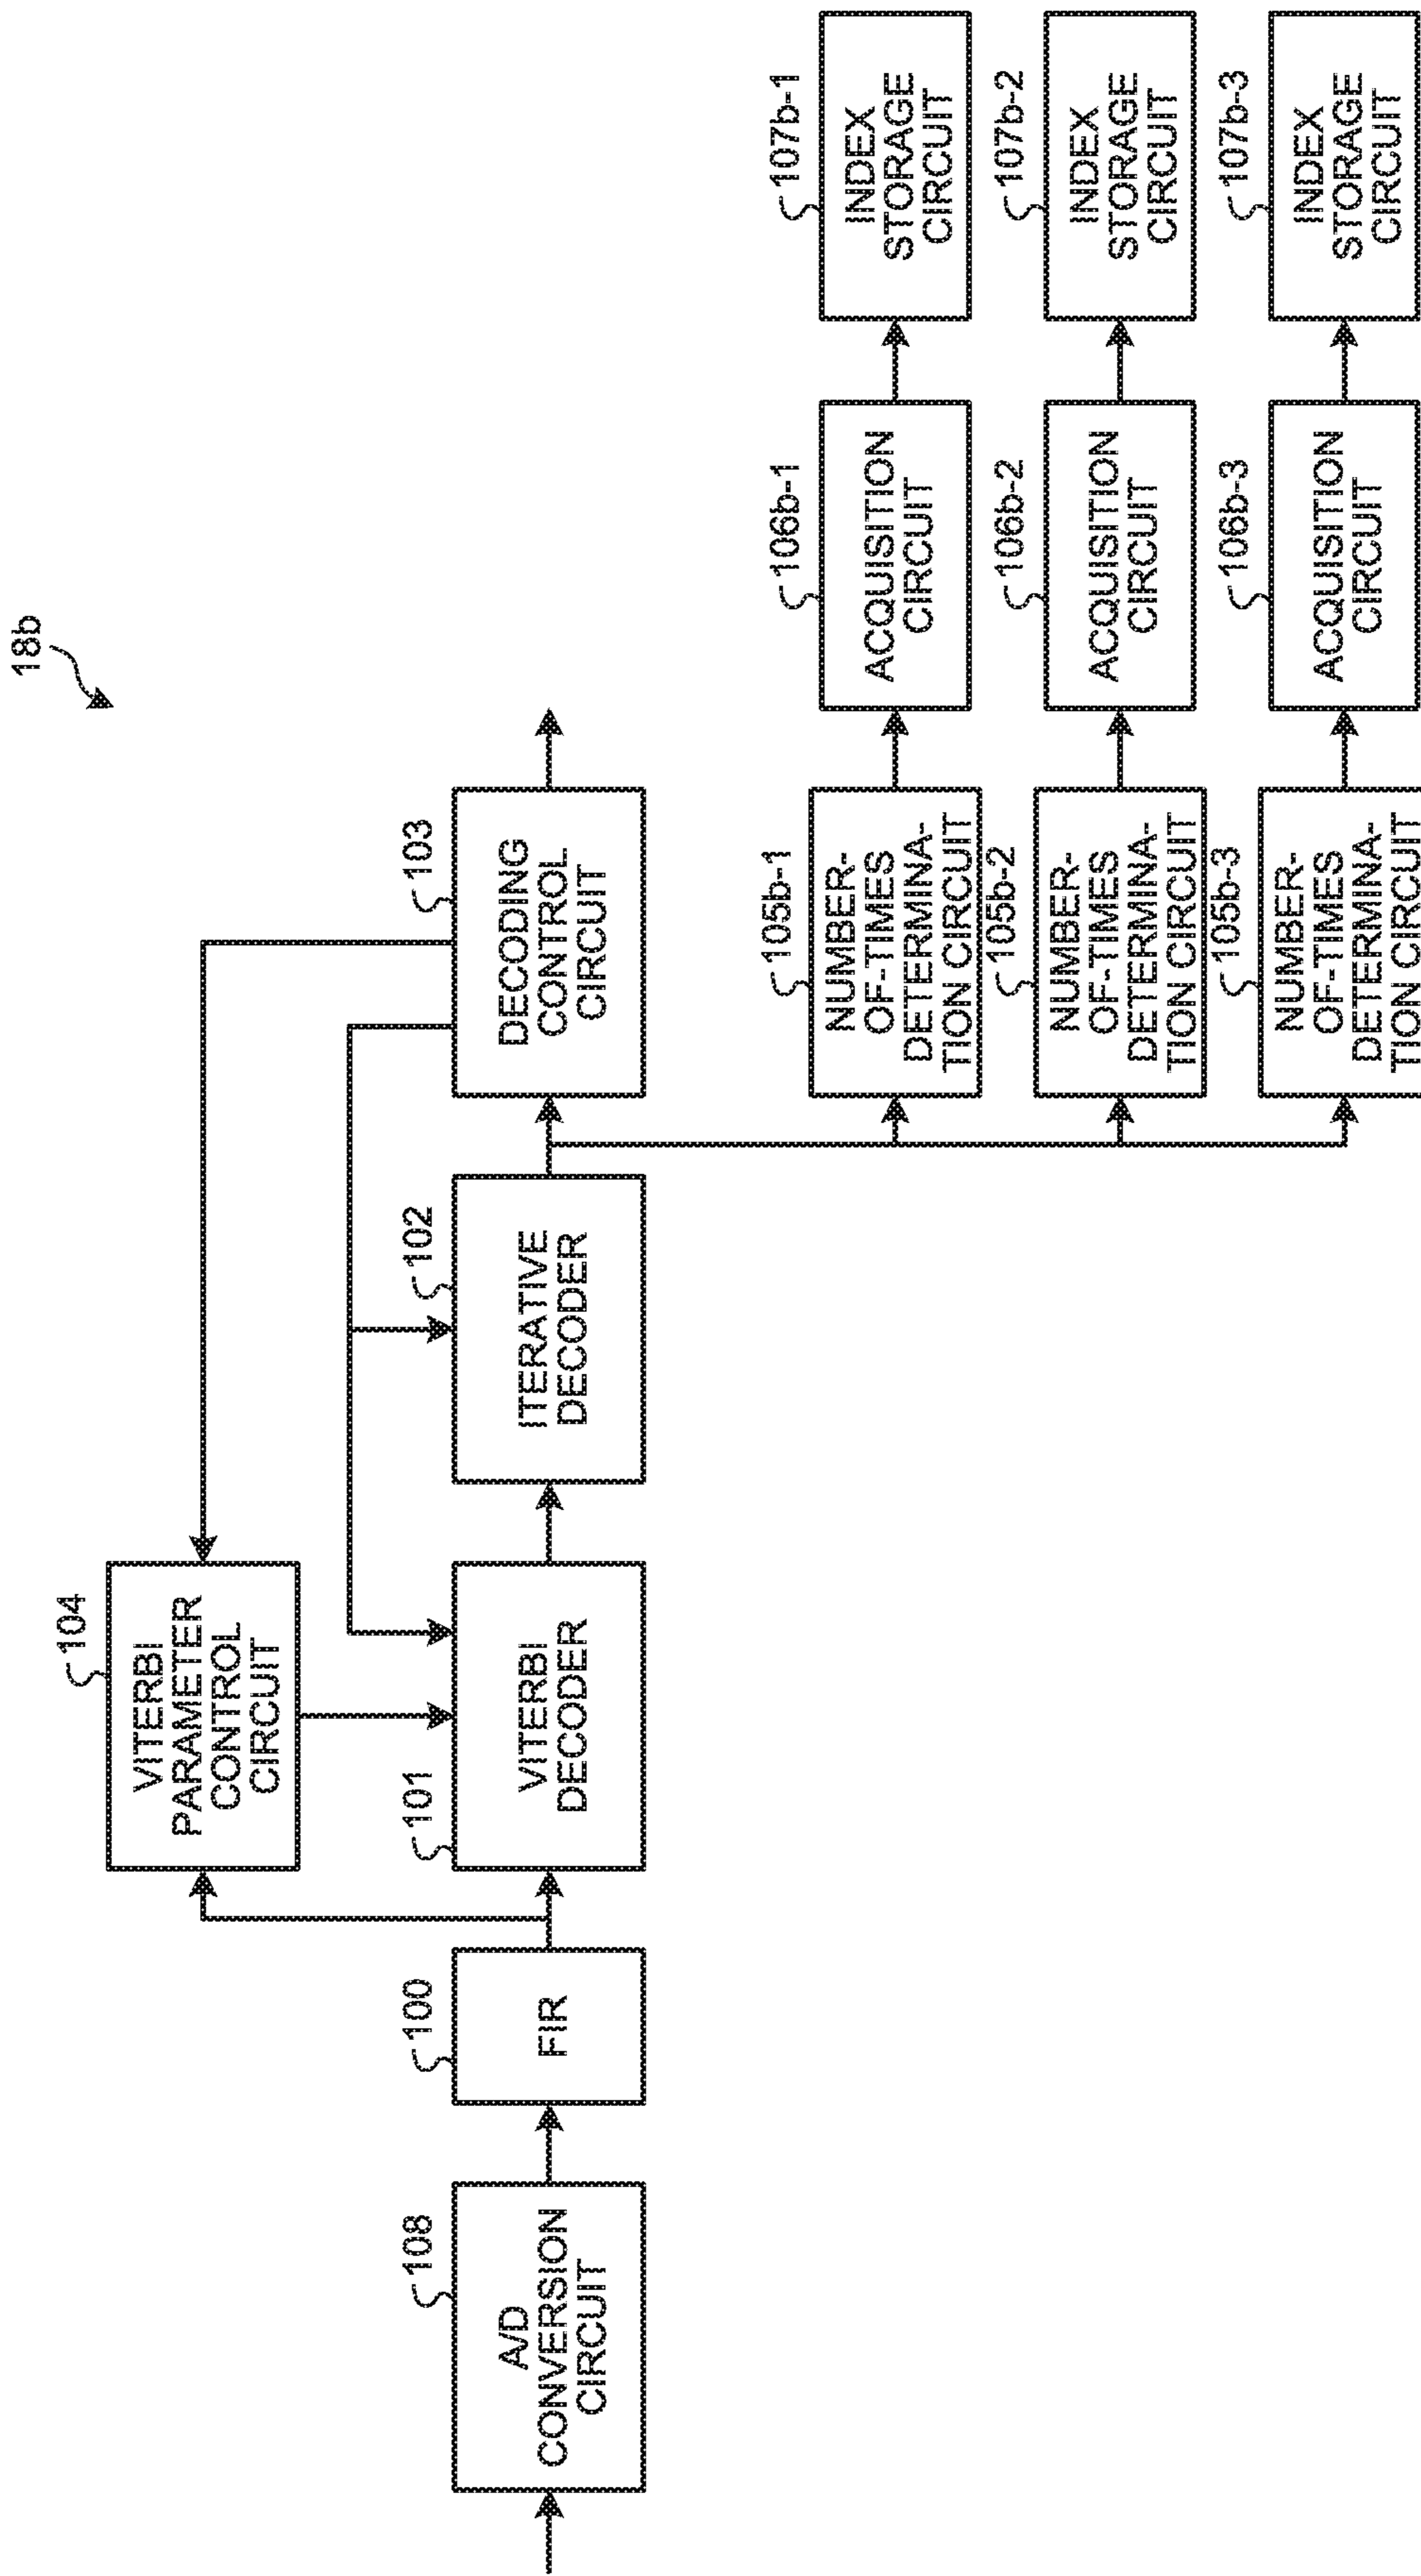 18b
104
VITERBI
PARAMETER
CONTROL
CIRCUIT
108
A/D
CONVERSION
CIRCUIT
100
FIR
101
VITERBI
DECODER
102
ITERATIVE
DECODER
103
DECODING
CONTROL
CIRCUIT
105b-1
NUMBER-
OF-TIMES
DETERMINA-
TION CIRCUIT
106b-1
ACQUISITION
CIRCUIT
107b-1
INDEX
STORAGE
CIRCUIT
105b-2
NUMBER-
OF-TIMES
DETERMINA-
TION CIRCUIT
106b-2
ACQUISITION
CIRCUIT
107b-2
INDEX
STORAGE
CIRCUIT
105b-3
NUMBER-
OF-TIMES
DETERMINA-
TION CIRCUIT
106b-3
ACQUISITION
CIRCUIT
107b-3
INDEX
STORAGE
CIRCUIT